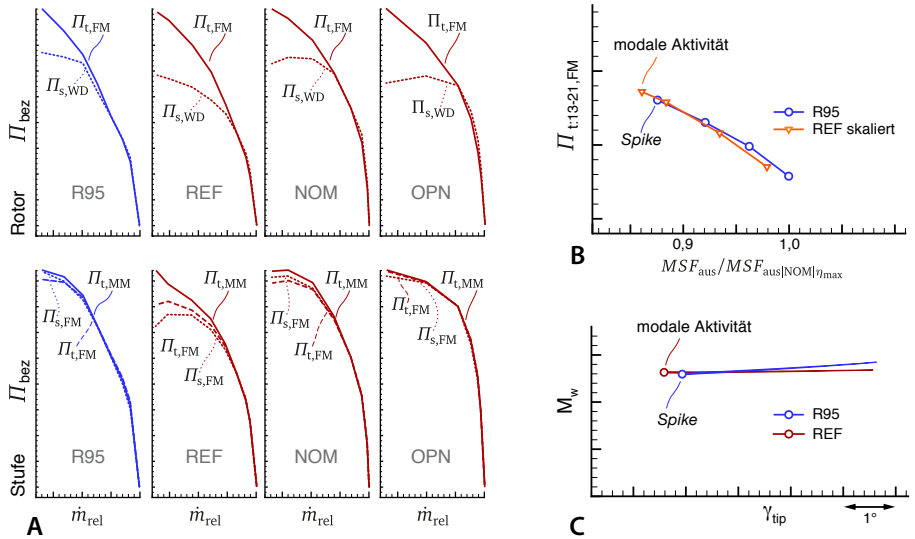 Π_bez
Rotor
Π_t,FM
Π_s,WD
R95
Π_t,FM
Π_s,WD
REF
Π_t,FM
Π_s,WD
NOM
Π_t,FM
Π_s,WD
OPN
Π_bez
Stufe
Π_t,MM
Π_s,FM
Π_t,FM
R95
ṁ_rel
Π_t,MM
Π_t,FM
Π_s,FM
REF
ṁ_rel
Π_t,MM
Π_s,FM
Π_t,FM
NOM
ṁ_rel
Π_t,MM
Π_t,FM
Π_s,FM
OPN
ṁ_rel
A
Π_t:13-21,FM
modale Aktivität
Spike
R95
REF skaliert
0,9 1,0
MSF_aus/MSF_aus|NOM|η_max
B
M_w
modale Aktivität
Spike
R95
REF
γ_tip
1°
C